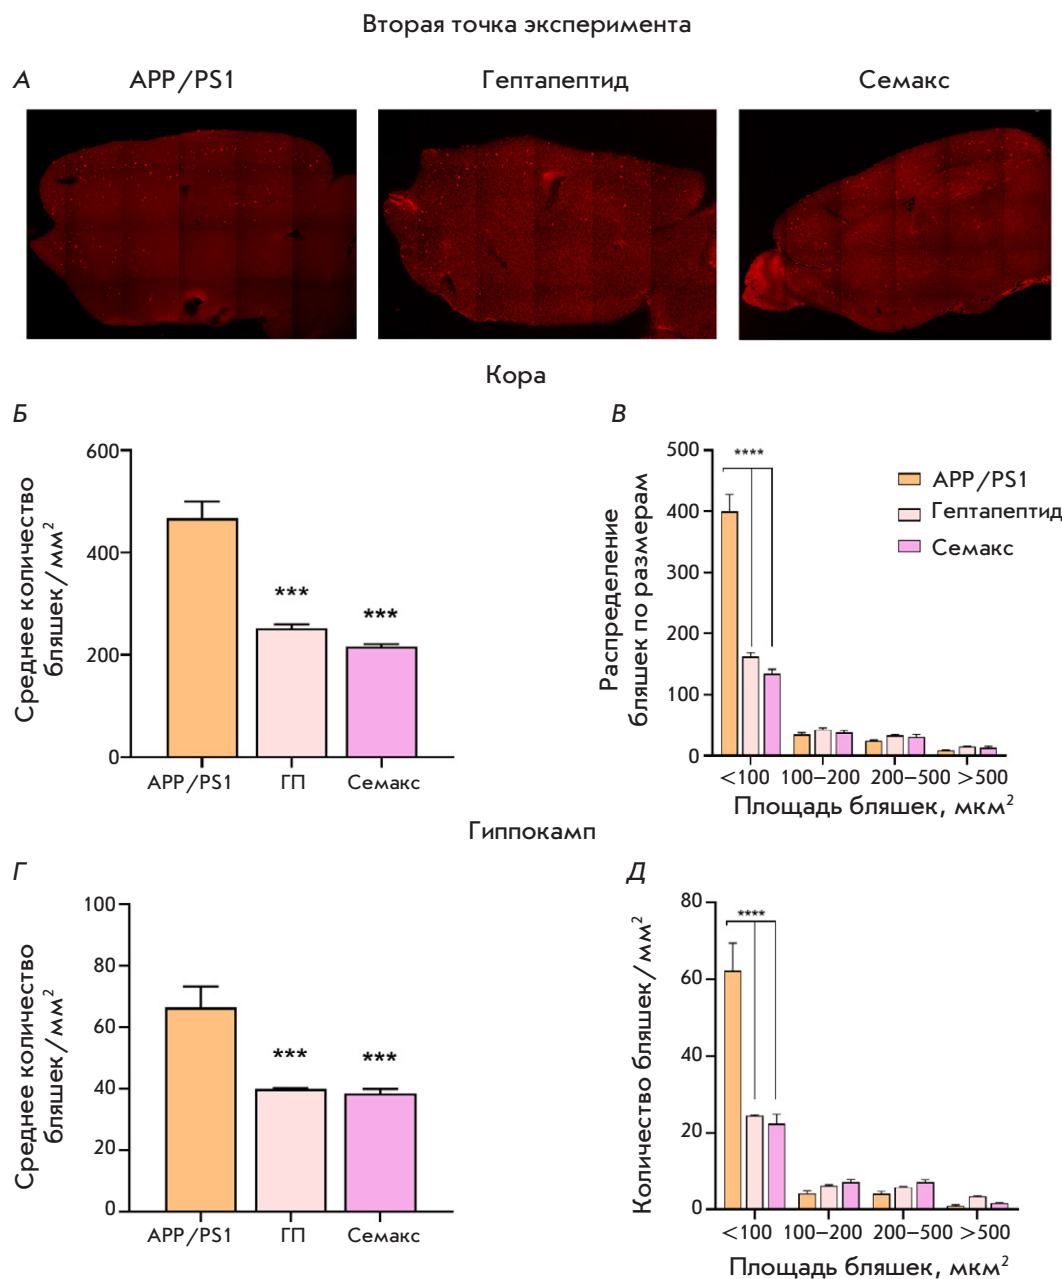 Вторая точка эксперимента
А
APP/PS1
Гептапептид
Семакс
Кора
Б
Среднее количество
бляшек/мм²
600
400
200
0
***
***
APP/PS1
ГП
Семакс
В
Распределение
бляшек по размерам
500
400
300
200
100
0
****
APP/PS1
Гептапептид
Семакс
<100
100–200
200–500
>500
Площадь бляшек, мкм²
Гиппокамп
Г
Среднее количество
бляшек/мм²
100
80
60
40
20
0
***
***
APP/PS1
ГП
Семакс
Д
Количество бляшек/мм²
80
60
40
20
0
****
<100
100–200
200–500
>500
Площадь бляшек, мкм²